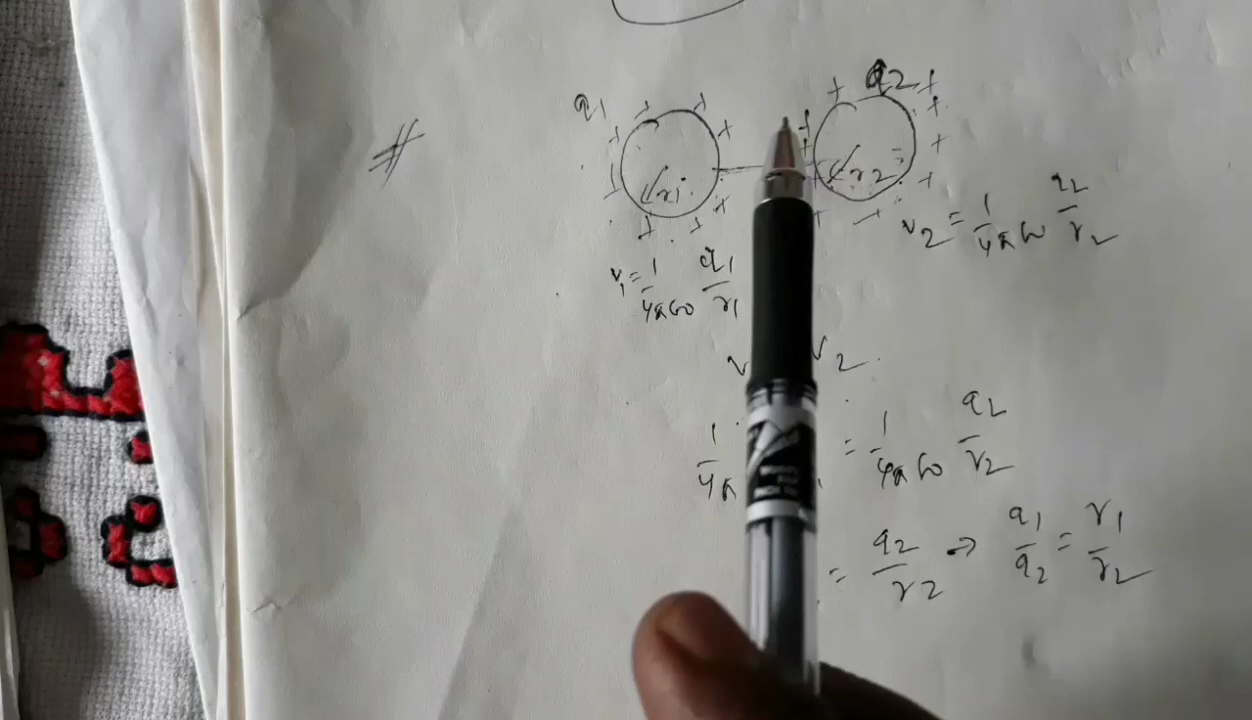 q1 q2
#
r1 r2
V2 = 1/4πϵ0 q2/r2
V1 = 1/4πϵ0 q1/r1
V V2
1/4π = 1/4πϵ0 q2/r2
= q2/r2 → q1/q2 = r1/r2